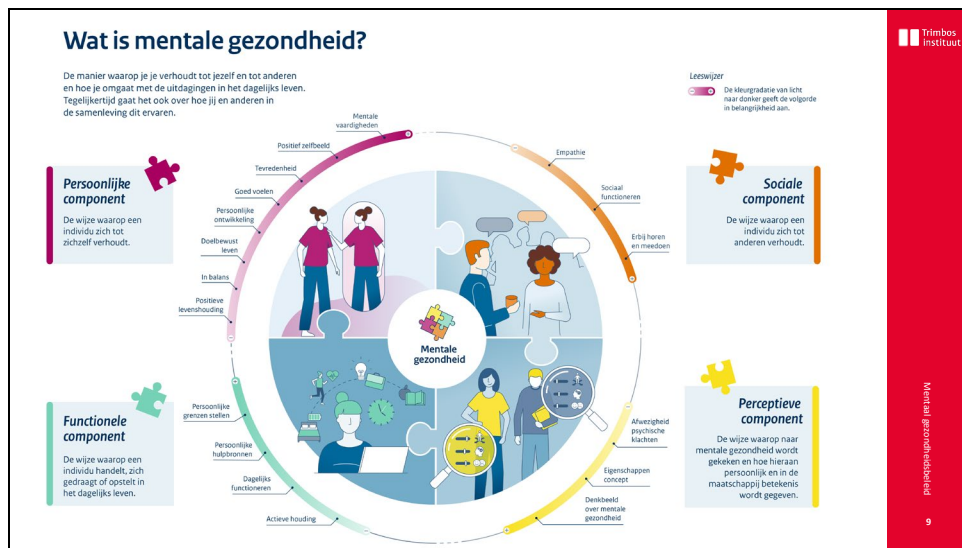 Wat is mentale gezondheid?
De manier waarop je je verhoudt tot jezelf en tot anderen
en hoe je omgaat met de uitdagingen in het dagelijks leven.
Tegelijkertijd gaat het ook over hoe jij en anderen in
de samenleving dit ervaren.
Leeswijzer
De kleurgradatie van licht
naar donker geeft de volgorde
in belangrijkheid aan.
Trimbos
instituut
Persoonlijke
component
De wijze waarop een
individu zich tot
zichzelf verhoudt.
Mentale
vaardigheden
Positief zelfbeeld
Tevredenheid
Goed voelen
Persoonlijke
ontwikkeling
Doelbewust
leven
In balans
Positieve
levenshouding
Empathie
Sociaal
functioneren
Erbij horen
en meedoen
Sociale
component
De wijze waarop een
individu zich tot
anderen verhoudt.
Mentale
gezondheid
Functionele
component
De wijze waarop een
individu handelt, zich
gedraagt of opstelt in
het dagelijks leven.
Persoonlijke
grenzen stellen
Persoonlijke
hulpbronnen
Dagelijks
functioneren
Actieve houding
Afwezigheid
psychische
klachten
Eigenschappen
concept
Denkbeeld
over mentale
gezondheid
Perceptieve
component
De wijze waarop naar
mentale gezondheid wordt
gekeken en hoe hieraan
persoonlijk en in de
maatschappij betekenis
wordt gegeven.
Mentaal gezondheidsbeleid
9